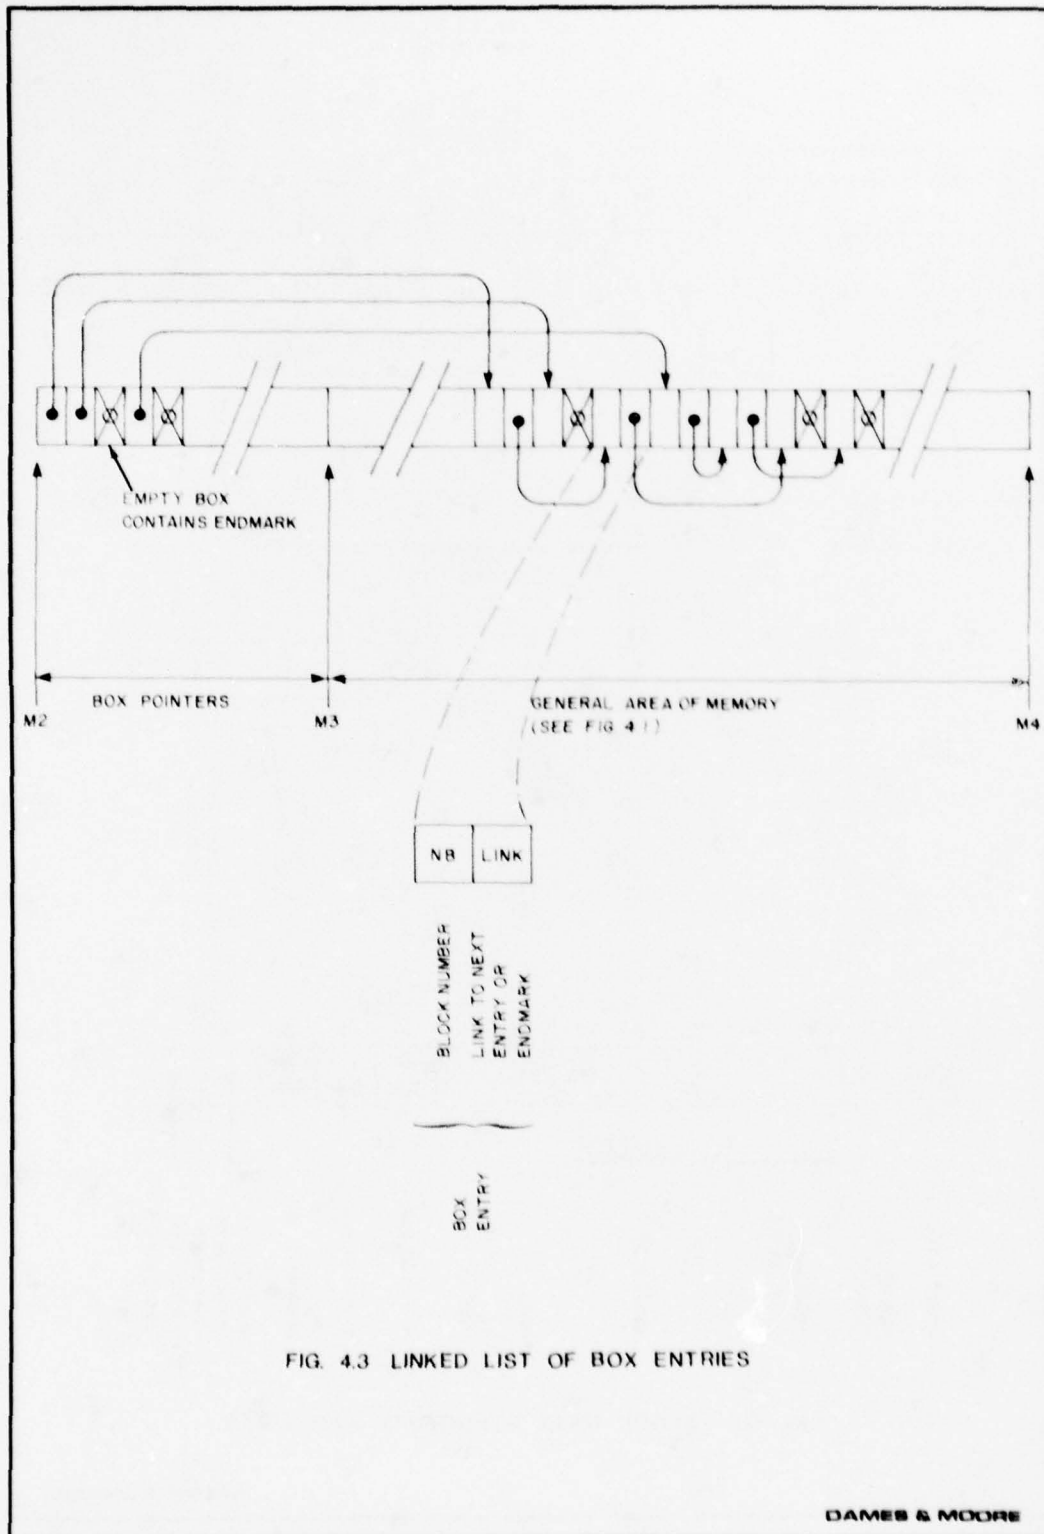 EMPTY BOX
CONTAINS ENDMARK
BOX POINTERS
GENERAL AREA OF MEMORY
(SEE FIG 4.1)
M2
M3
M4
NB
LINK
BLOCK NUMBER
LINK TO NEXT
ENTRY OR
ENDMARK
BOX
ENTRY
FIG. 4.3 LINKED LIST OF BOX ENTRIES
DAMES & MOORE